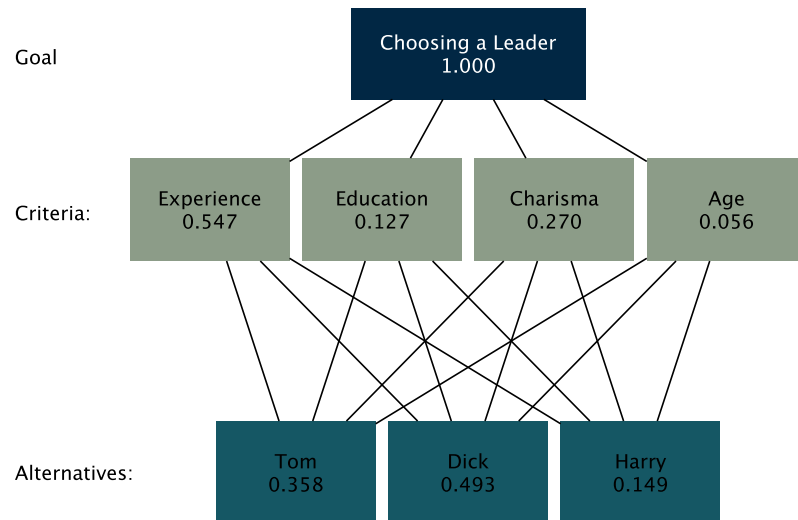 Goal
Choosing a Leader
1.000
Criteria:
Experience
0.547
Education
0.127
Charisma
0.270
Age
0.056
Alternatives:
Tom
0.358
Dick
0.493
Harry
0.149